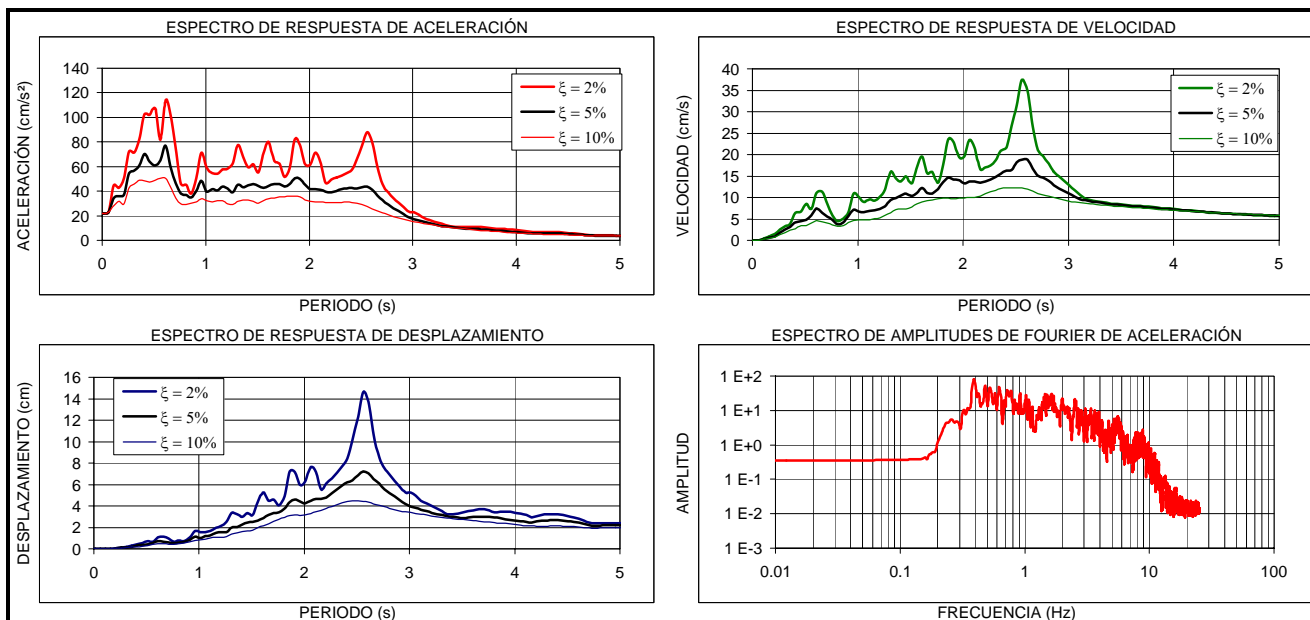 ESPECTRO DE RESPUESTA DE ACELERACIÓN
ACELERACIÓN (cm/s²)
140
120
100
80
60
40
20
0
ξ = 2%
ξ = 5%
ξ = 10%
0 1 2 3 4 5
PERIODO (s)
ESPECTRO DE RESPUESTA DE VELOCIDAD
VELOCIDAD (cm/s)
40
35
30
25
20
15
10
5
0
ξ = 2%
ξ = 5%
ξ = 10%
0 1 2 3 4 5
PERIODO (s)
ESPECTRO DE RESPUESTA DE DESPLAZAMIENTO
DESPLAZAMIENTO (cm)
16
14
12
10
8
6
4
2
0
ξ = 2%
ξ = 5%
ξ = 10%
0 1 2 3 4 5
PERIODO (s)
ESPECTRO DE AMPLITUDES DE FOURIER DE ACELERACIÓN
AMPLITUD
1 E+2
1 E+1
1 E+0
1 E-1
1 E-2
1 E-3
0.01 0.1 1 10 100
FRECUENCIA (Hz)